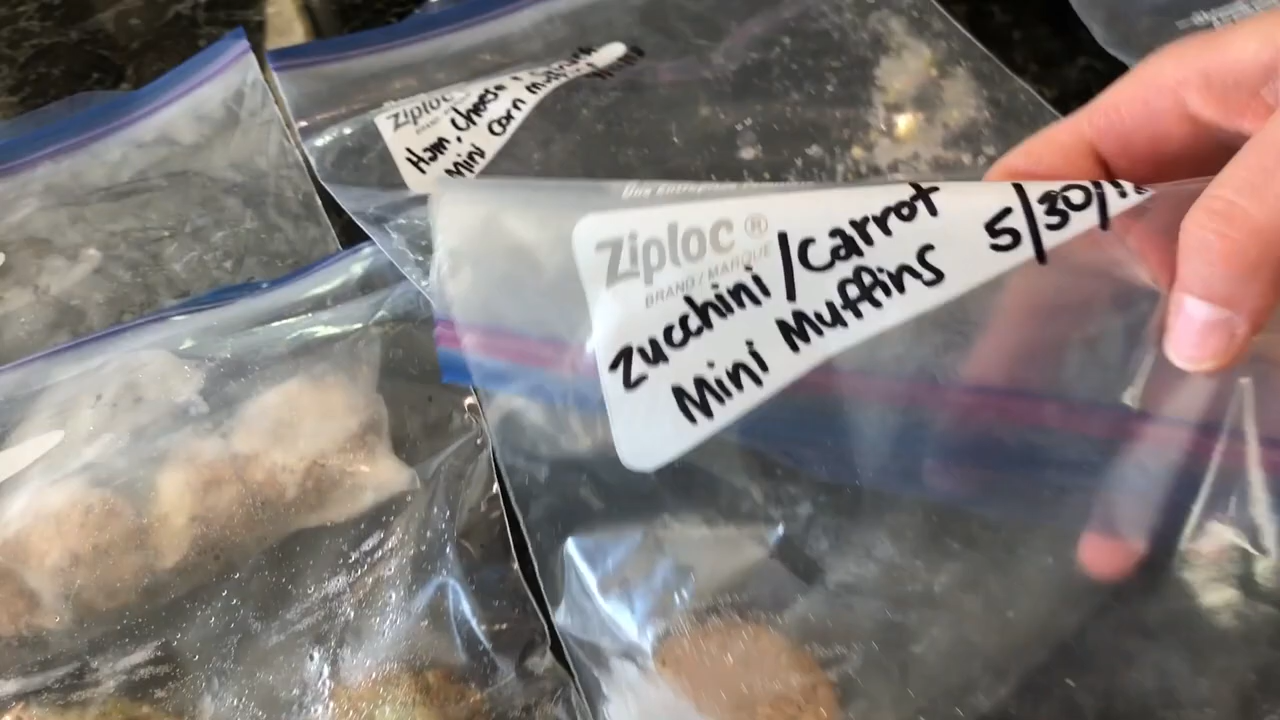 Ziploc
Ham, Cheese
Mini Corn
Ziploc ®
BRAND / MARQUE
Zucchini/Carrot
Mini Muffins 5/30/